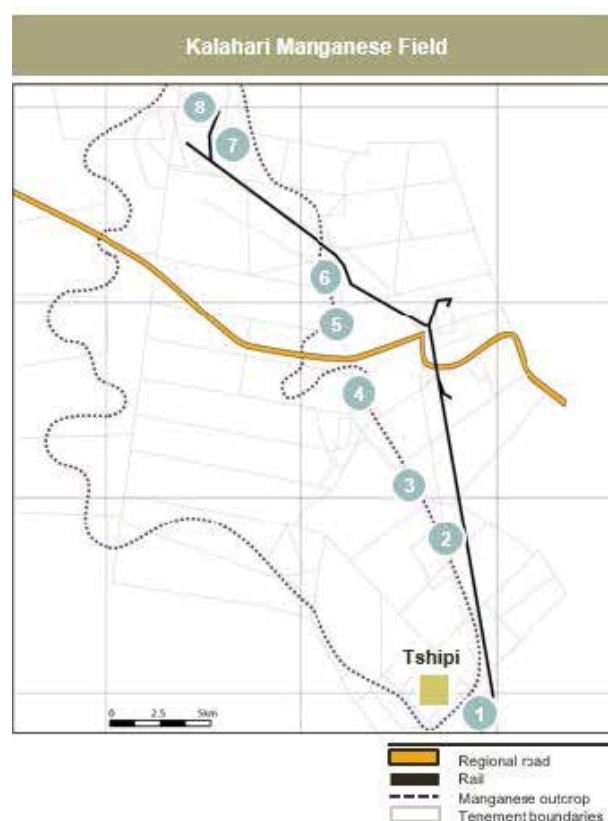 Kalahari Manganese Field
8
7
6
5
4
3
2
Tshipi
1
0 2.5 5km
Regional road
Rail
Manganese outcrop
Tenement boundaries